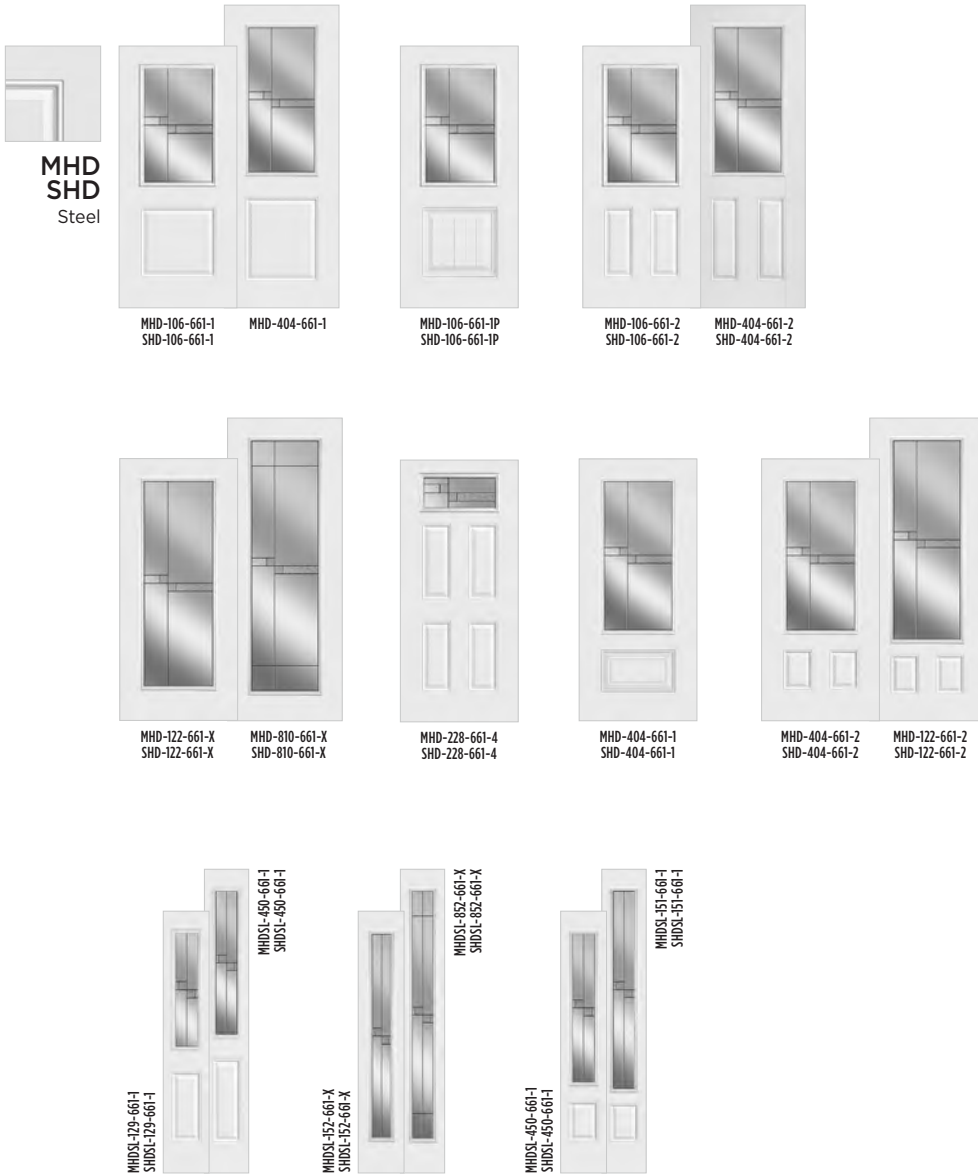 MHD
SHD
Steel
MHD-106-661-1
SHD-106-661-1
MHD-404-661-1
MHD-106-661-1P
SHD-106-661-1P
MHD-106-661-2
SHD-106-661-2
MHD-404-661-2
SHD-404-661-2
MHD-122-661-X
SHD-122-661-X
MHD-810-661-X
SHD-810-661-X
MHD-228-661-4
SHD-228-661-4
MHD-404-661-1
SHD-404-661-1
MHD-404-661-2
SHD-404-661-2
MHD-122-661-2
SHD-122-661-2
MHDSL-129-661-1
SHDSL-129-661-1
MHDSL-450-661-1
SHDSL-450-661-1
MHDSL-152-661-X
SHDSL-152-661-X
MHDSL-852-661-X
SHDSL-852-661-X
MHDSL-450-661-1
SHDSL-450-661-1
MHDSL-151-661-1
SHDSL-151-661-1